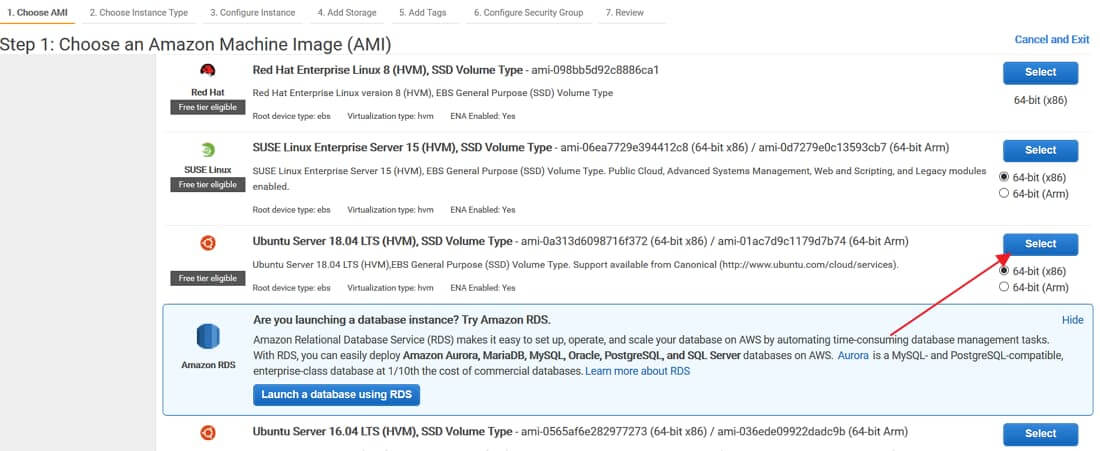 1. Choose AMI 2. Choose Instance Type 3. Configure Instance 4. Add Storage 5. Add Tags 6. Configure Security Group 7. Review
Step 1: Choose an Amazon Machine Image (AMI)
Cancel and Exit
Red Hat
Free tier eligible
Red Hat Enterprise Linux 8 (HVM), SSD Volume Type - ami-098bb5d92c8886ca1
Red Hat Enterprise Linux version 8 (HVM), EBS General Purpose (SSD) Volume Type
Root device type: ebs Virtualization type: hvm ENA Enabled: Yes
Select
64-bit (x86)
SUSE Linux
Free tier eligible
SUSE Linux Enterprise Server 15 (HVM), SSD Volume Type - ami-06ea7729e394412c8 (64-bit x86) / ami-0d7279e0c13593cb7 (64-bit Arm)
SUSE Linux Enterprise Server 15 (HVM), EBS General Purpose (SSD) Volume Type. Public Cloud, Advanced Systems Management, Web and Scripting, and Legacy modules
enabled.
Root device type: ebs Virtualization type: hvm ENA Enabled: Yes
Select
64-bit (x86)
64-bit (Arm)
Free tier eligible
Ubuntu Server 18.04 LTS (HVM), SSD Volume Type - ami-0a313d6098716f372 (64-bit x86) / ami-01ac7d9c1179d7b74 (64-bit Arm)
Ubuntu Server 18.04 LTS (HVM),EBS General Purpose (SSD) Volume Type. Support available from Canonical (http://www.ubuntu.com/cloud/services).
Root device type: ebs Virtualization type: hvm ENA Enabled: Yes
Select
64-bit (x86)
64-bit (Arm)
Amazon RDS
Are you launching a database instance? Try Amazon RDS.
Hide
Amazon Relational Database Service (RDS) makes it easy to set up, operate, and scale your database on AWS by automating time-consuming database management tasks.
With RDS, you can easily deploy Amazon Aurora, MariaDB, MySQL, Oracle, PostgreSQL, and SQL Server databases on AWS. Aurora is a MySQL- and PostgreSQL-compatible,
enterprise-class database at 1/10th the cost of commercial databases. Learn more about RDS
Launch a database using RDS
Ubuntu Server 16.04 LTS (HVM), SSD Volume Type - ami-0565af6e282977273 (64-bit x86) / ami-036ede09922dadc9b (64-bit Arm)
Select